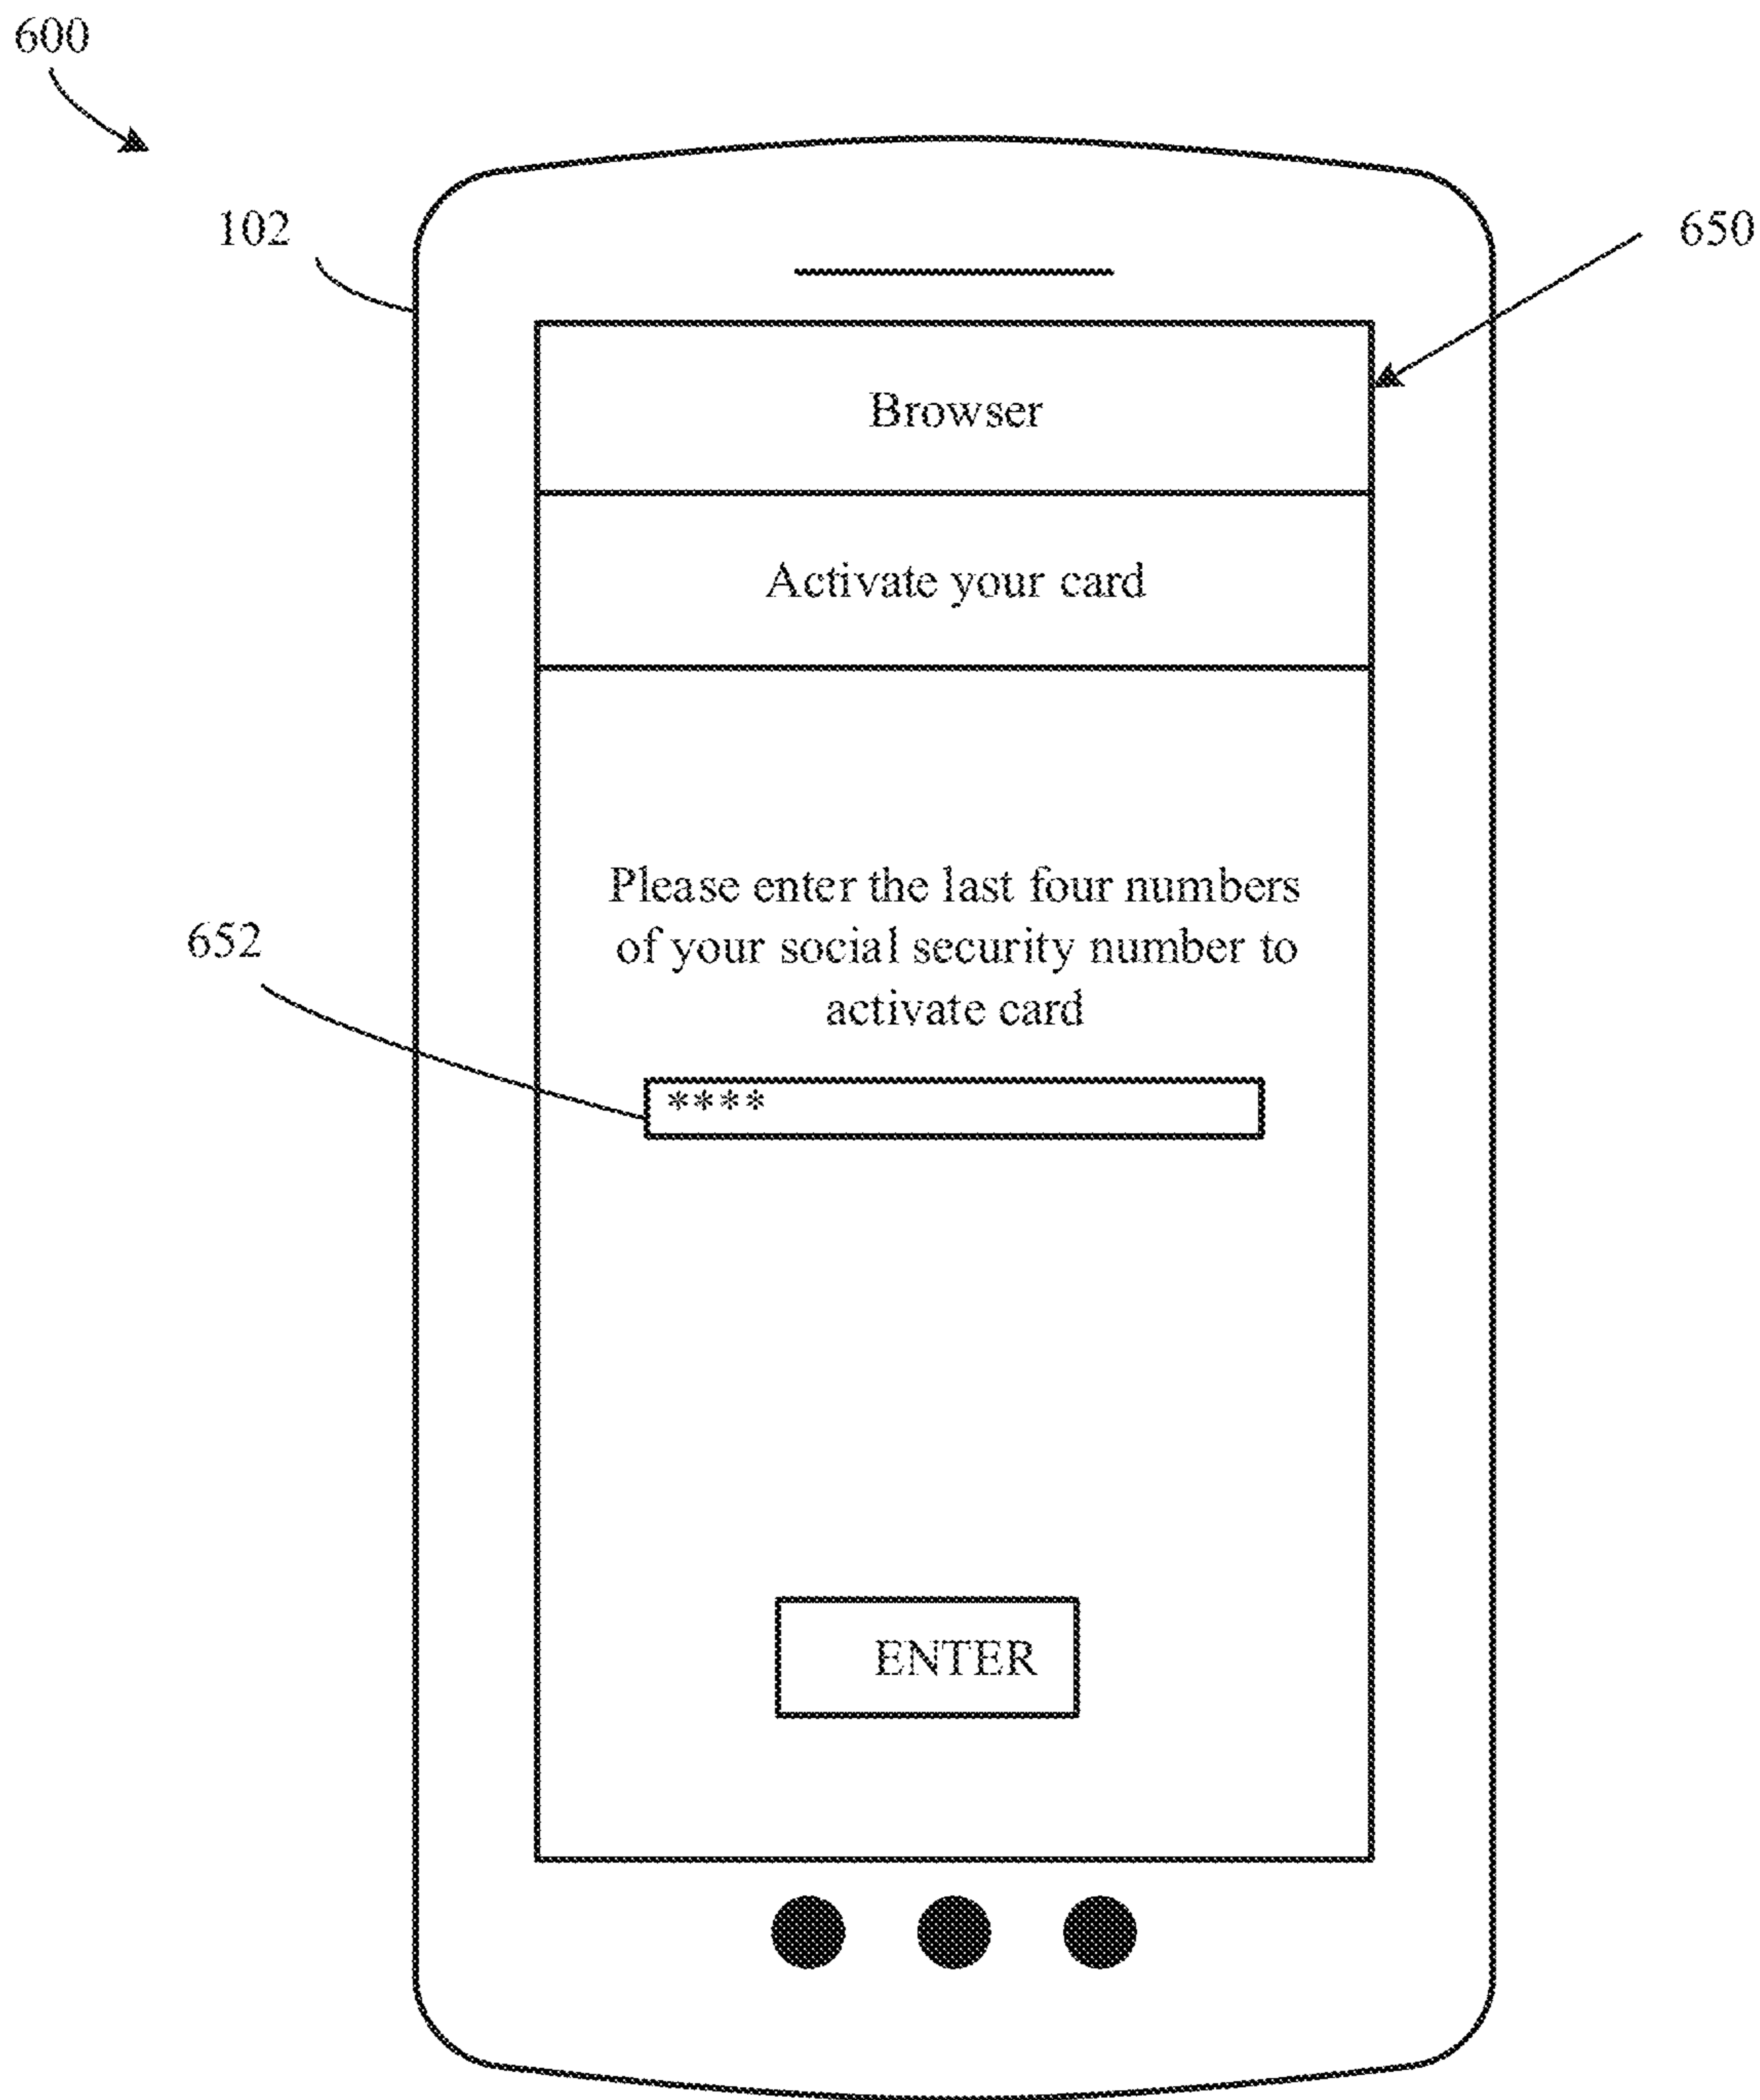 600
102
650
Browser
Activate your card
Please enter the last four numbers
of your social security number to
activate card
652
****
ENTER